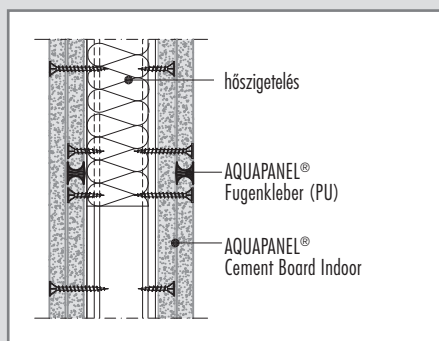 hőszigetelés
AQUAPANEL®
Fugenkleber (PU)
AQUAPANEL®
Cement Board Indoor